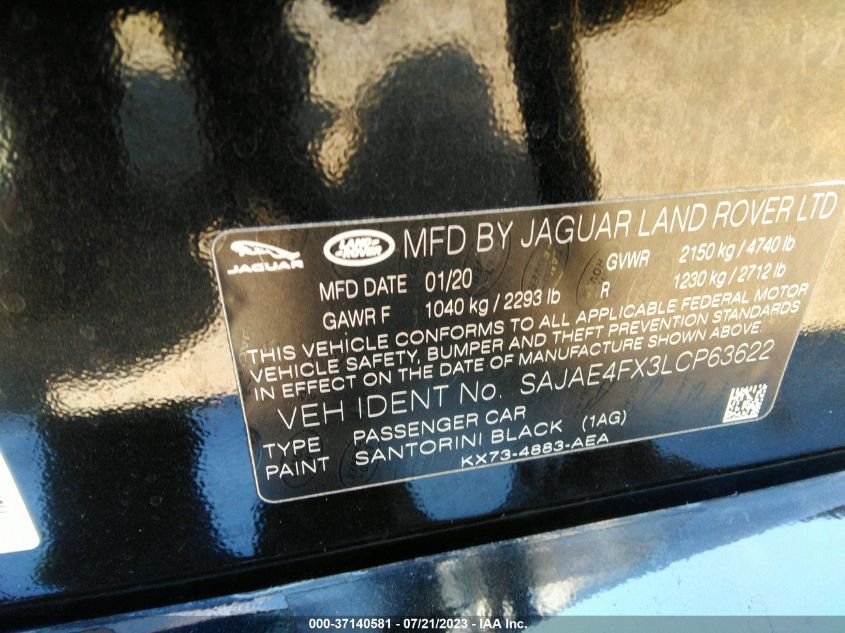 JAGUAR LAND ROVER MFD BY JAGUAR LAND ROVER LTD
MFD DATE 01/20 GVWR 2150 kg / 4740 lb
GAWR F 1040 kg / 2293 lb R 1230 kg / 2712 lb
THIS VEHICLE CONFORMS TO ALL APPLICABLE FEDERAL MOTOR
VEHICLE SAFETY, BUMPER AND THEFT PREVENTION STANDARDS
IN EFFECT ON THE DATE OF MANUFACTURE SHOWN ABOVE.
VEH IDENT No. SAJAE4FX3LCP63622
TYPE PASSENGER CAR
PAINT SANTORINI BLACK (1AG)
KX73-4883-AEA
000-37140581 - 07/21/2023 - IAA Inc.